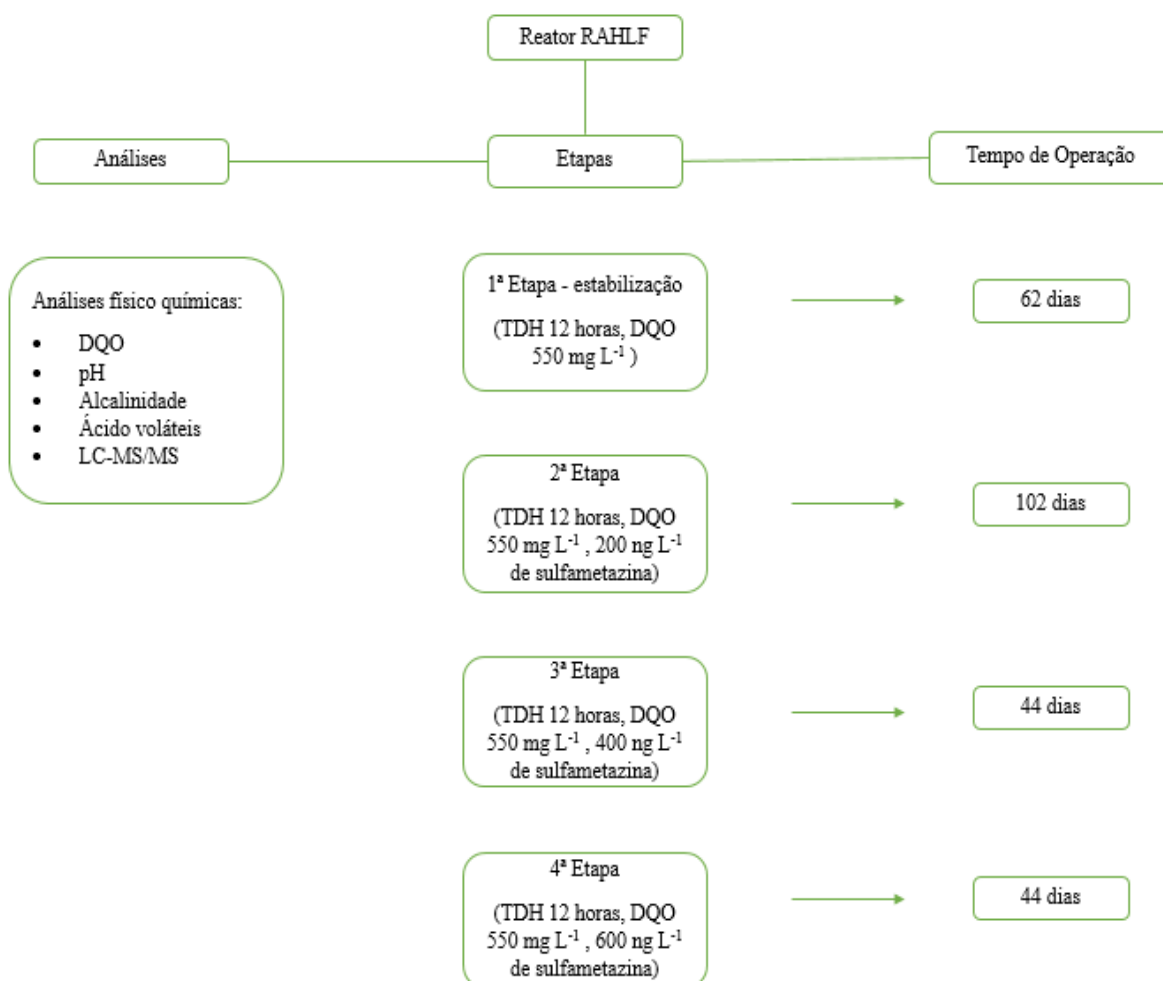 Reator RAHLF
Análises
Etapas
Tempo de Operação
Análises físico químicas:
• DQO
• pH
• Alcalinidade
• Ácido voláteis
• LC-MS/MS
1ª Etapa - estabilização
(TDH 12 horas, DQO
550 mg L⁻¹ )
62 dias
2ª Etapa
(TDH 12 horas, DQO
550 mg L⁻¹ , 200 ng L⁻¹
de sulfametazina)
102 dias
3ª Etapa
(TDH 12 horas, DQO
550 mg L⁻¹ , 400 ng L⁻¹
de sulfametazina)
44 dias
4ª Etapa
(TDH 12 horas, DQO
550 mg L⁻¹ , 600 ng L⁻¹
de sulfametazina)
44 dias